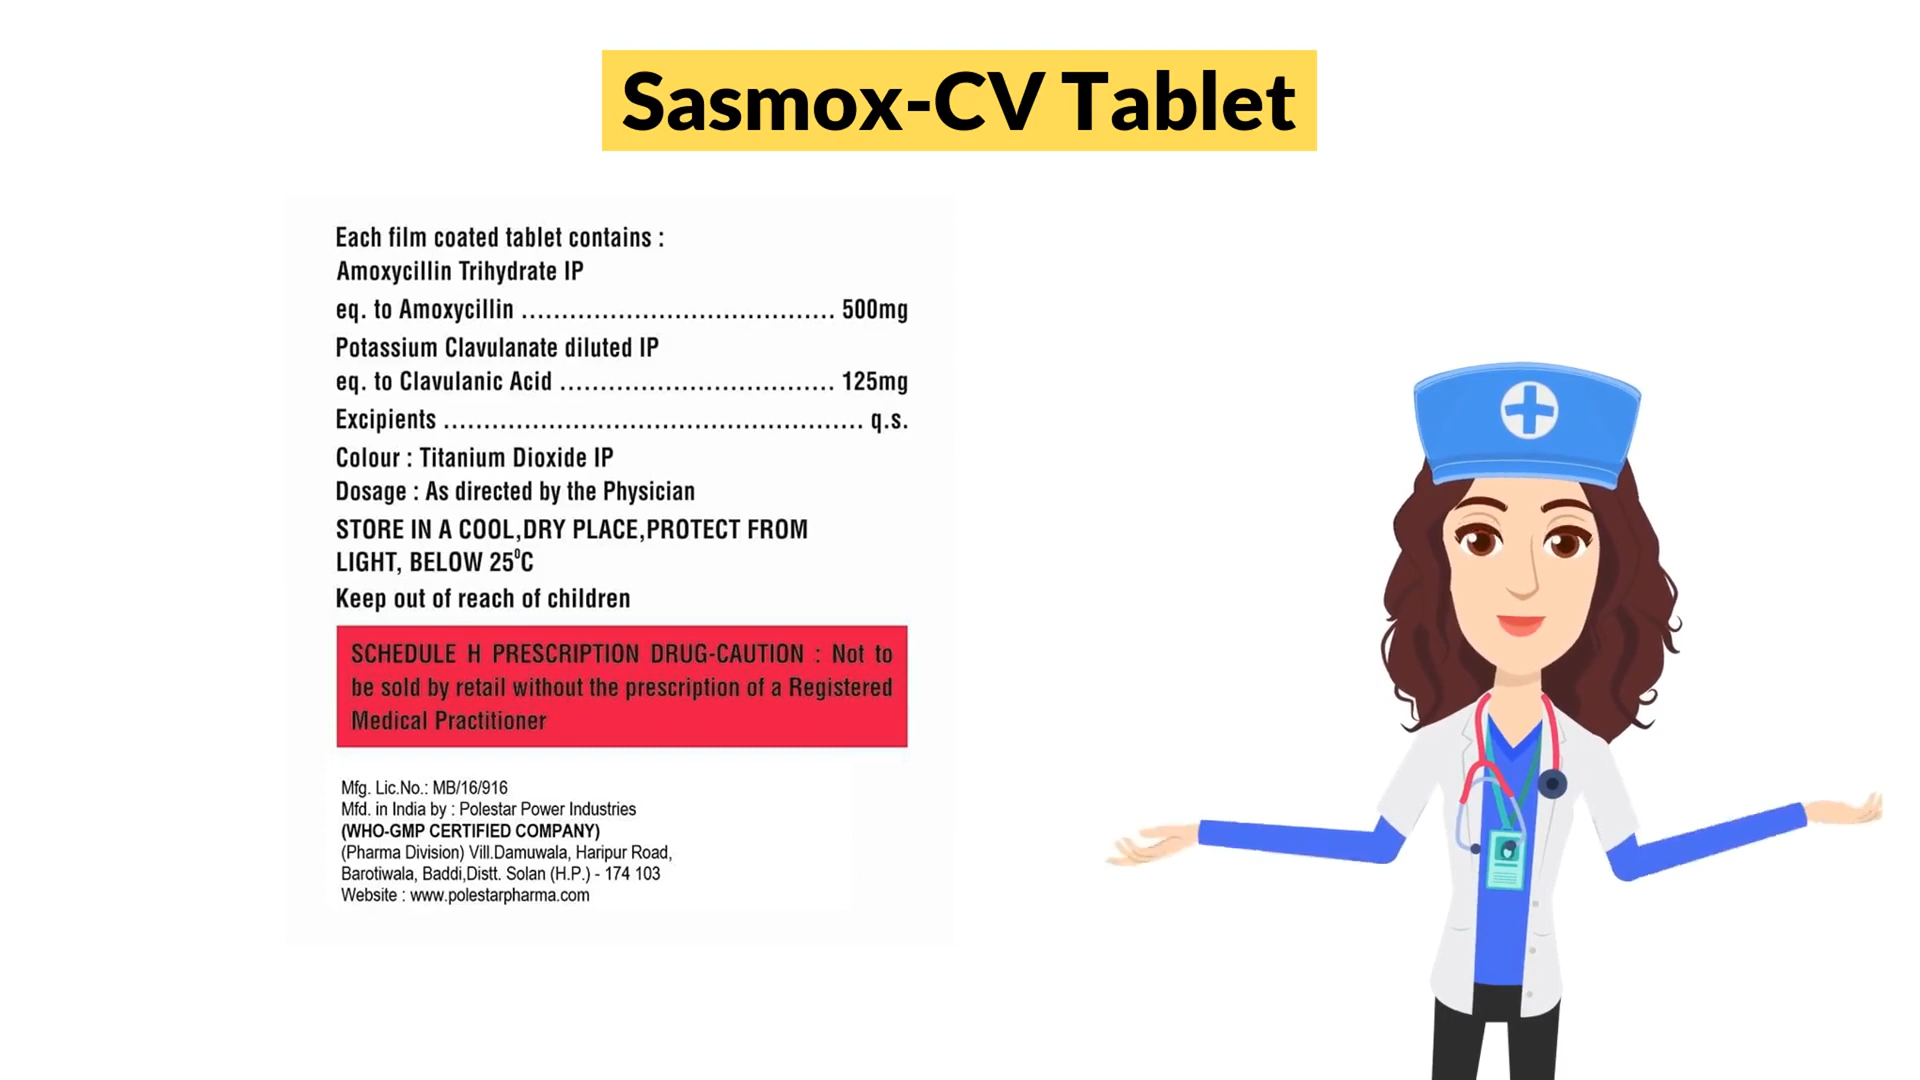 Sasmox-CV Tablet
Each film coated tablet contains :
Amoxycillin Trihydrate IP
eq. to Amoxycillin ....................................... 500mg
Potassium Clavulanate diluted IP
eq. to Clavulanic Acid .................................. 125mg
Excipients .................................................... q.s.
Colour : Titanium Dioxide IP
Dosage : As directed by the Physician
STORE IN A COOL,DRY PLACE,PROTECT FROM
LIGHT, BELOW 25⁰C
Keep out of reach of children
SCHEDULE H PRESCRIPTION DRUG-CAUTION : Not to
be sold by retail without the prescription of a Registered
Medical Practitioner
Mfg. Lic.No.: MB/16/916
Mfd. in India by : Polestar Power Industries
(WHO-GMP CERTIFIED COMPANY)
(Pharma Division) Vill.Damuwala, Haripur Road,
Barotiwala, Baddi,Distt. Solan (H.P.) - 174 103
Website : www.polestarpharma.com